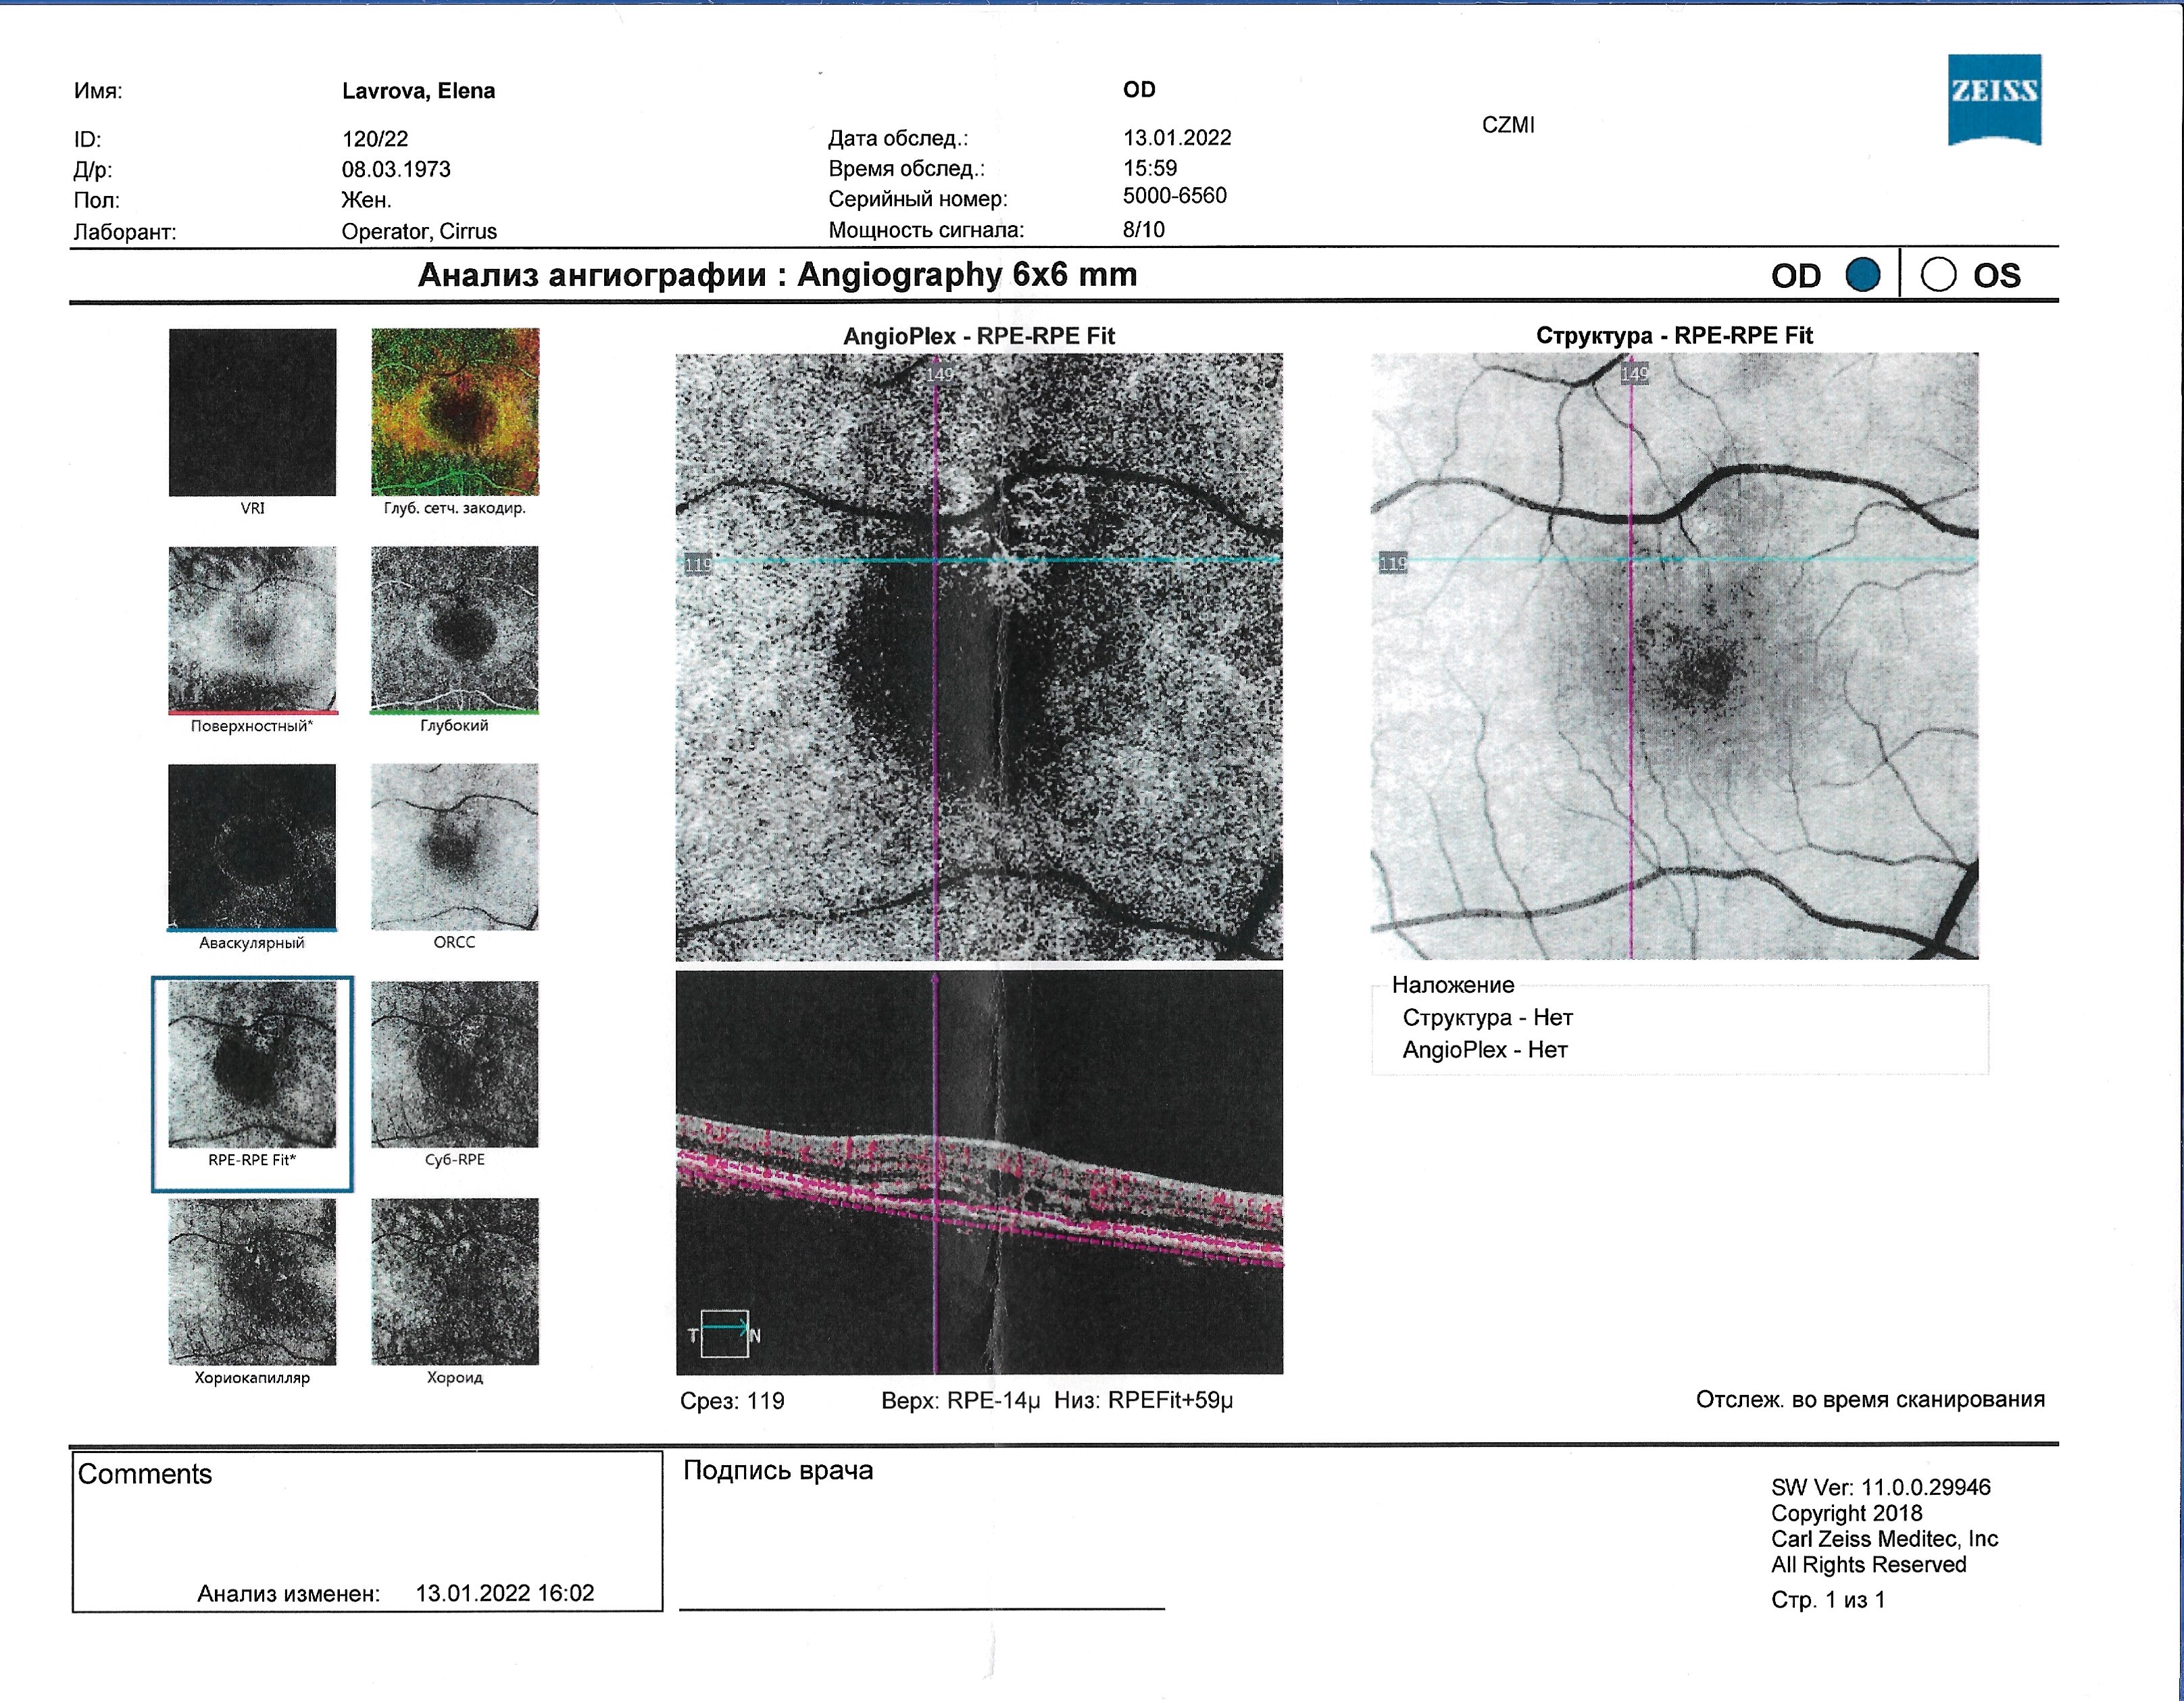 Имя: Lavrova, Elena OD
ZEISS
CZMI
ID: 120/22 Дата обслед.: 13.01.2022
Д/р: 08.03.1973 Время обслед.: 15:59
Пол: Жен. Серийный номер: 5000-6560
Лаборант: Operator, Cirrus Мощность сигнала: 8/10
Анализ ангиографии : Angiography 6x6 mm OD OS
VRI
Глуб. сетч. закодир.
Поверхностный*
Глубокий
Аваскулярный
ORCC
RPE-RPE Fit*
Суб-RPE
Хориокапилляр
Хороид
AngioPlex - RPE-RPE Fit
149
119
T N
Срез: 119 Верх: RPE-14µ Низ: RPEFit+59µ
Структура - RPE-RPE Fit
149
119
Наложение
Структура - Нет
AngioPlex - Нет
Отслеж. во время сканирования
Comments
Анализ изменен: 13.01.2022 16:02
Подпись врача
SW Ver: 11.0.0.29946
Copyright 2018
Carl Zeiss Meditec, Inc
All Rights Reserved
Стр. 1 из 1